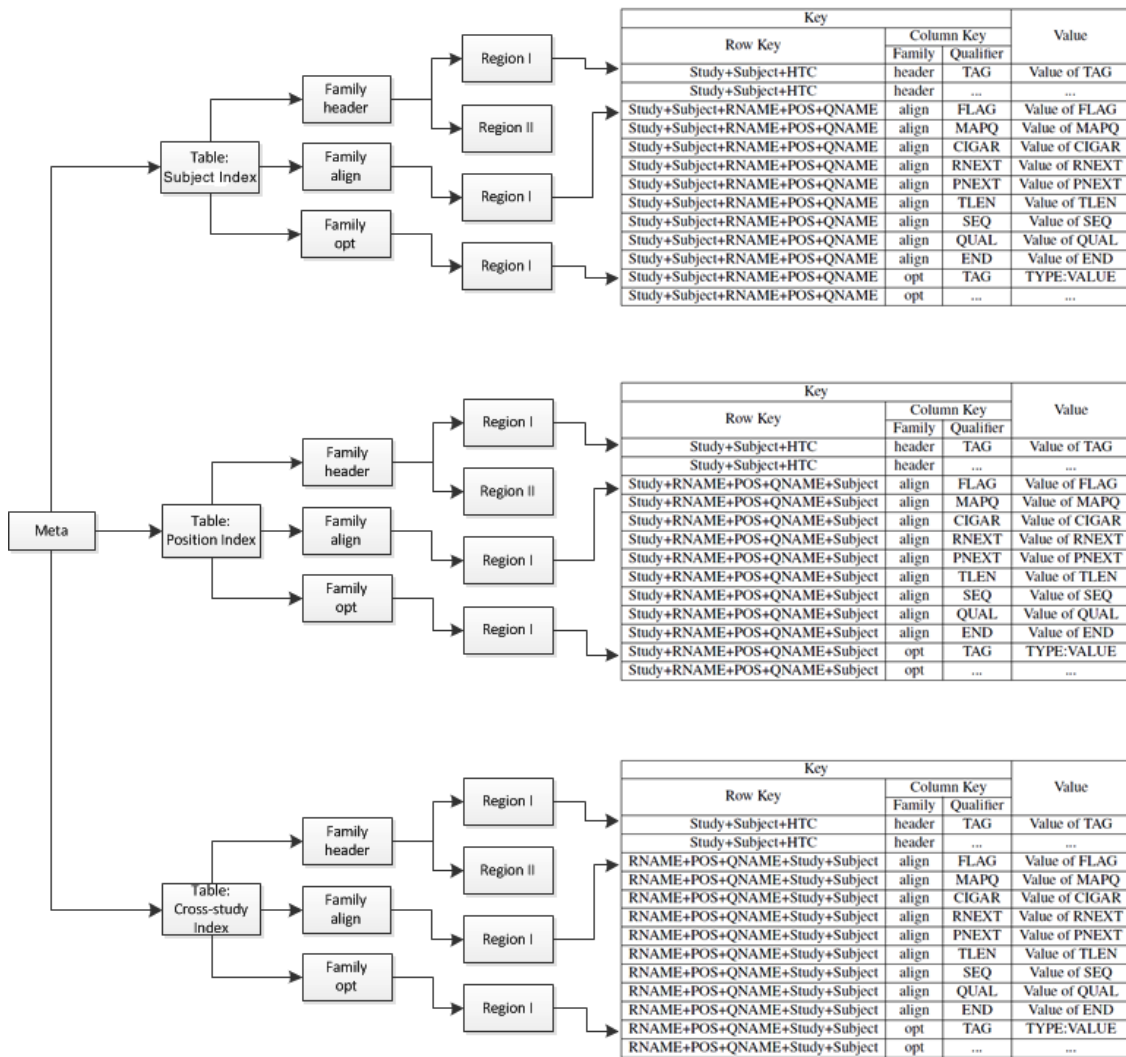 Meta
Table:
Subject Index
Family
header
Family
align
Family
opt
Region I
Region II
Region I
Region I
Key
Value
Row Key
Column Key
Family Qualifier
Study+Subject+HTC header TAG Value of TAG
Study+Subject+HTC header ... ...
Study+Subject+RNAME+POS+QNAME align FLAG Value of FLAG
Study+Subject+RNAME+POS+QNAME align MAPQ Value of MAPQ
Study+Subject+RNAME+POS+QNAME align CIGAR Value of CIGAR
Study+Subject+RNAME+POS+QNAME align RNEXT Value of RNEXT
Study+Subject+RNAME+POS+QNAME align PNEXT Value of PNEXT
Study+Subject+RNAME+POS+QNAME align TLEN Value of TLEN
Study+Subject+RNAME+POS+QNAME align SEQ Value of SEQ
Study+Subject+RNAME+POS+QNAME align QUAL Value of QUAL
Study+Subject+RNAME+POS+QNAME align END Value of END
Study+Subject+RNAME+POS+QNAME opt TAG TYPE:VALUE
Study+Subject+RNAME+POS+QNAME opt ... ...
Table:
Position Index
Family
header
Family
align
Family
opt
Region I
Region II
Region I
Region I
Key
Value
Row Key
Column Key
Family Qualifier
Study+Subject+HTC header TAG Value of TAG
Study+Subject+HTC header ... ...
Study+RNAME+POS+QNAME+Subject align FLAG Value of FLAG
Study+RNAME+POS+QNAME+Subject align MAPQ Value of MAPQ
Study+RNAME+POS+QNAME+Subject align CIGAR Value of CIGAR
Study+RNAME+POS+QNAME+Subject align RNEXT Value of RNEXT
Study+RNAME+POS+QNAME+Subject align PNEXT Value of PNEXT
Study+RNAME+POS+QNAME+Subject align TLEN Value of TLEN
Study+RNAME+POS+QNAME+Subject align SEQ Value of SEQ
Study+RNAME+POS+QNAME+Subject align QUAL Value of QUAL
Study+RNAME+POS+QNAME+Subject align END Value of END
Study+RNAME+POS+QNAME+Subject opt TAG TYPE:VALUE
Study+RNAME+POS+QNAME+Subject opt ... ...
Table:
Cross-study
Index
Family
header
Family
align
Family
opt
Region I
Region II
Region I
Region I
Key
Value
Row Key
Column Key
Family Qualifier
Study+Subject+HTC header TAG Value of TAG
Study+Subject+HTC header ... ...
RNAME+POS+QNAME+Study+Subject align FLAG Value of FLAG
RNAME+POS+QNAME+Study+Subject align MAPQ Value of MAPQ
RNAME+POS+QNAME+Study+Subject align CIGAR Value of CIGAR
RNAME+POS+QNAME+Study+Subject align RNEXT Value of RNEXT
RNAME+POS+QNAME+Study+Subject align PNEXT Value of PNEXT
RNAME+POS+QNAME+Study+Subject align TLEN Value of TLEN
RNAME+POS+QNAME+Study+Subject align SEQ Value of SEQ
RNAME+POS+QNAME+Study+Subject align QUAL Value of QUAL
RNAME+POS+QNAME+Study+Subject align END Value of END
RNAME+POS+QNAME+Study+Subject opt TAG TYPE:VALUE
RNAME+POS+QNAME+Study+Subject opt ... ...